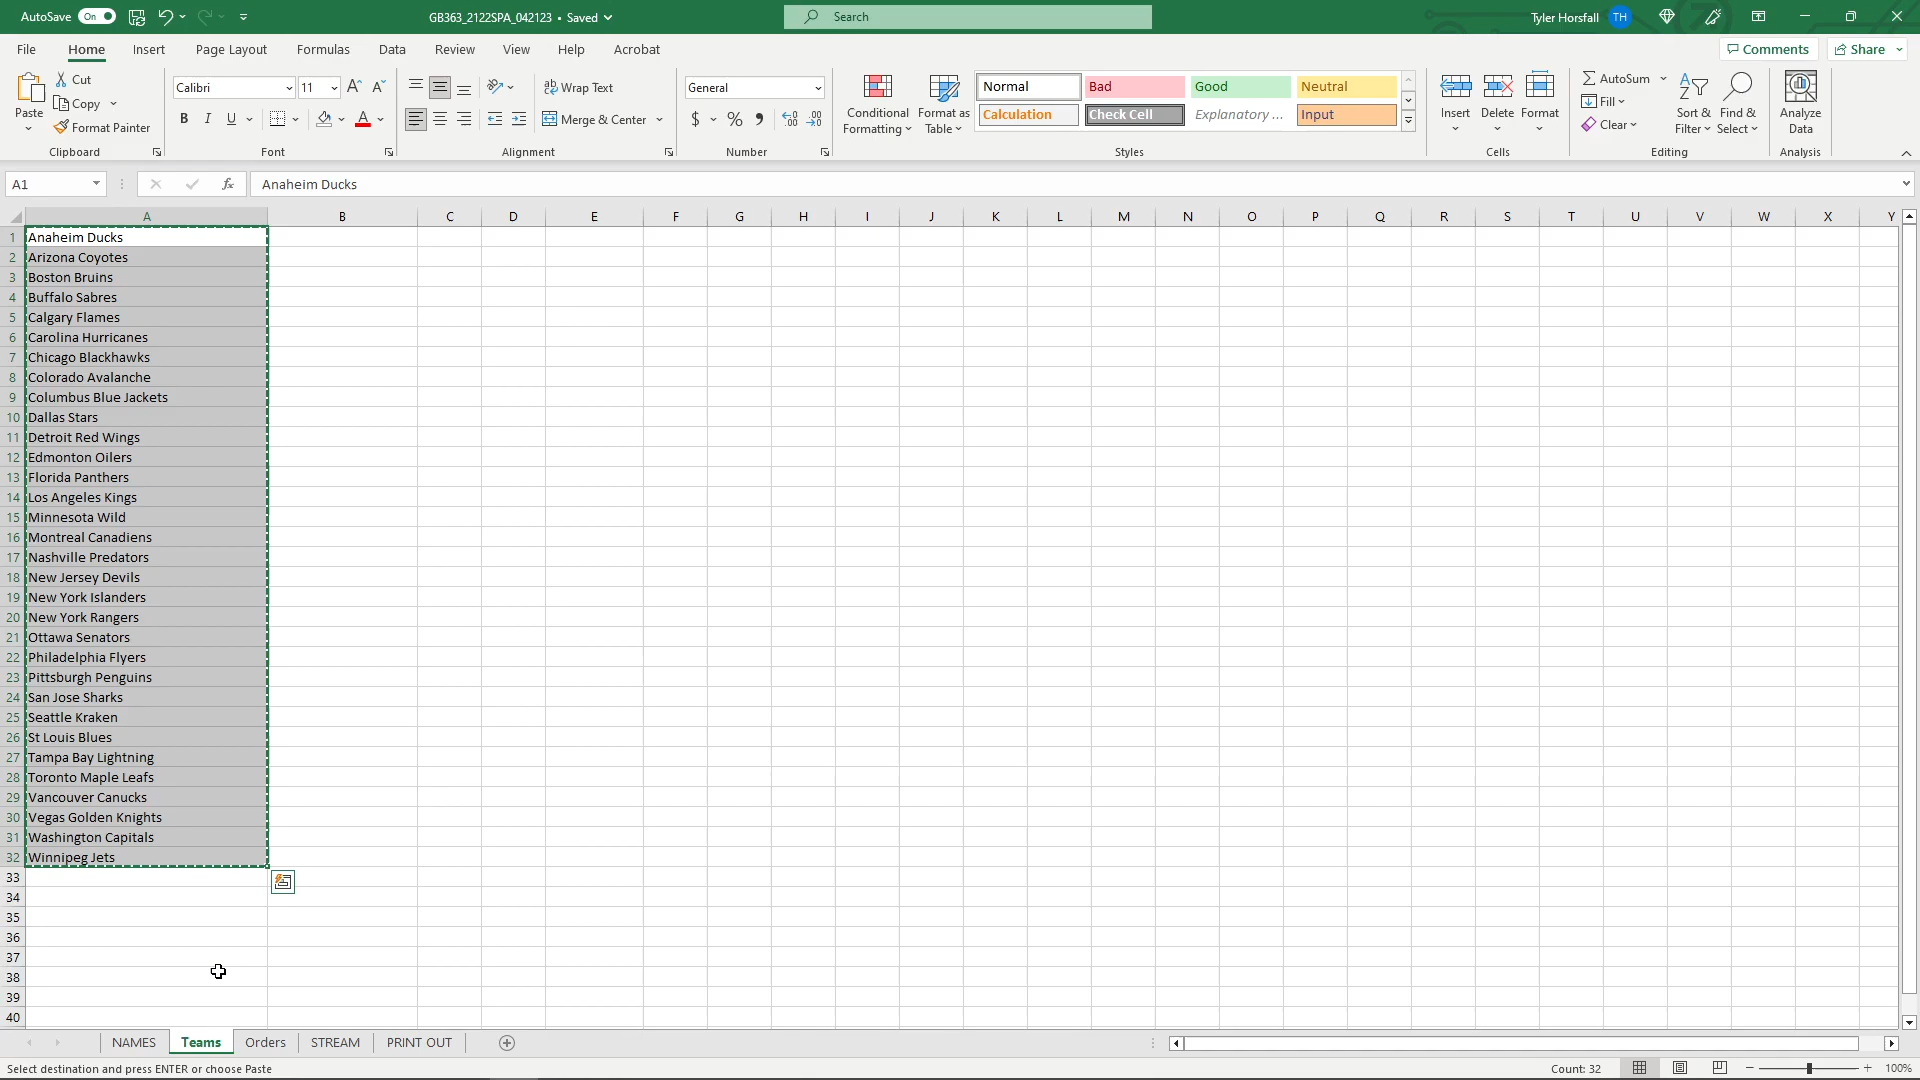 AutoSave On GB363_2122SPA_042123 • Saved Search Tyler Horsfall TH
File Home Insert Page Layout Formulas Data Review View Help Acrobat Comments Share
Paste Cut Copy Format Painter
Clipboard
Calibri 11 A A
B I U A
Font
Wrap Text
Merge & Center
Alignment
General
$ % 9
Number
Conditional Formatting
Format as Table
Normal Bad Good Neutral
Calculation Check Cell Explanatory ... Input
Styles
Insert Delete Format
Cells
AutoSum
Fill
Clear
Sort & Filter
Find & Select
Editing
Analyze Data
Analysis
A1 fx Anaheim Ducks
A B C D E F G H I J K L M N O P Q R S T U V W X Y
1 Anaheim Ducks
2 Arizona Coyotes
3 Boston Bruins
4 Buffalo Sabres
5 Calgary Flames
6 Carolina Hurricanes
7 Chicago Blackhawks
8 Colorado Avalanche
9 Columbus Blue Jackets
10 Dallas Stars
11 Detroit Red Wings
12 Edmonton Oilers
13 Florida Panthers
14 Los Angeles Kings
15 Minnesota Wild
16 Montreal Canadiens
17 Nashville Predators
18 New Jersey Devils
19 New York Islanders
20 New York Rangers
21 Ottawa Senators
22 Philadelphia Flyers
23 Pittsburgh Penguins
24 San Jose Sharks
25 Seattle Kraken
26 St Louis Blues
27 Tampa Bay Lightning
28 Toronto Maple Leafs
29 Vancouver Canucks
30 Vegas Golden Knights
31 Washington Capitals
32 Winnipeg Jets
33
34
35
36
37
38
39
40
NAMES Teams Orders STREAM PRINT OUT
Select destination and press ENTER or choose Paste Count: 32 100%